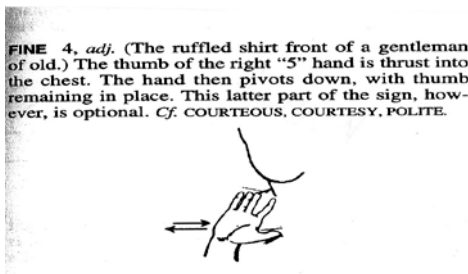 FINE 4, adj. (The ruffled shirt front of a gentleman
of old.) The thumb of the right “5” hand is thrust into
the chest. The hand then pivots down, with thumb
remaining in place. This latter part of the sign, how-
ever, is optional. Cf. COURTEOUS, COURTESY, POLITE.